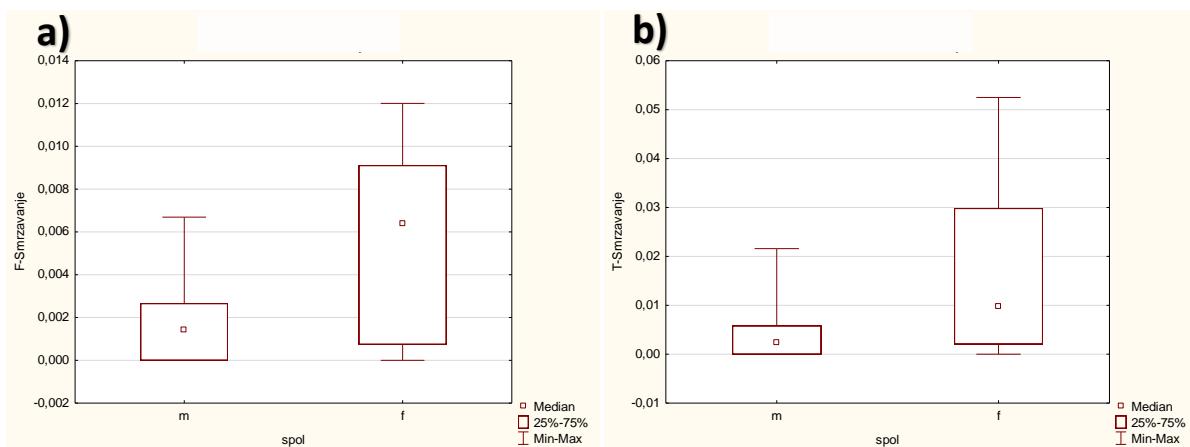 a)
0,014
0,012
0,010
0,008
0,006
0,004
0,002
0,000
-0,002
F-Smrzavanje
m
f
spol
Median
25%-75%
Min-Max
b)
0,06
0,05
0,04
0,03
0,02
0,01
0,00
-0,01
T-Smrzavanje
m
f
spol
Median
25%-75%
Min-Max